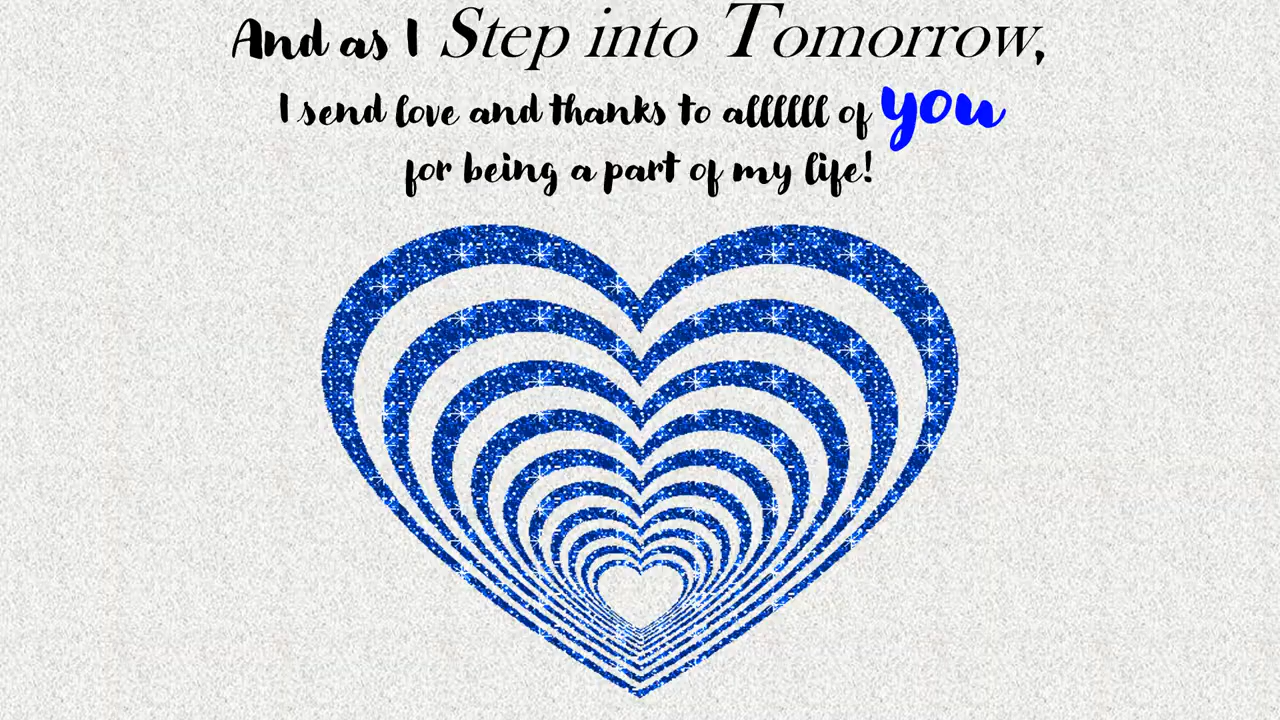 And as I Step into Tomorrow,
I send love and thanks to allllll of you
for being a part of my life!